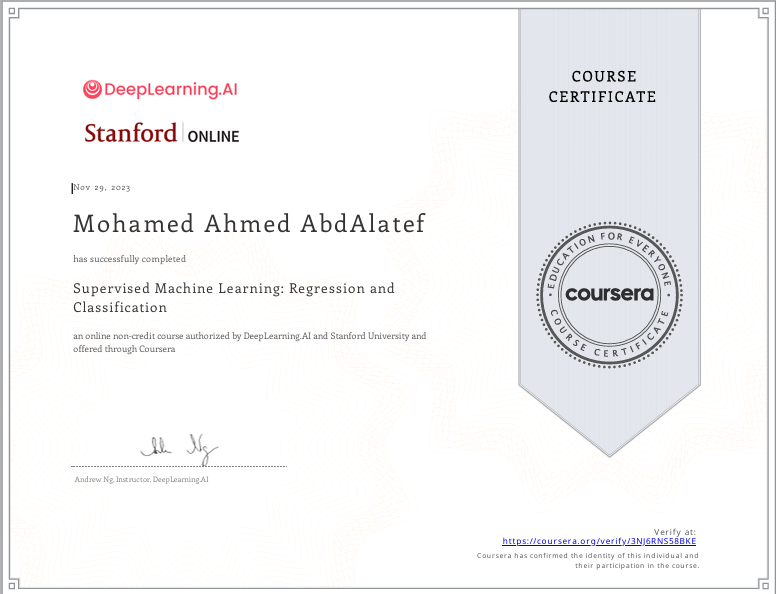 DeepLearning.AI
Stanford ONLINE
Nov 29, 2023
Mohamed Ahmed AbdAlatef
has successfully completed
Supervised Machine Learning: Regression and
Classification
an online non-credit course authorized by DeepLearning.AI and Stanford University and
offered through Coursera
Andrew Ng, Instructor, DeepLearning.AI
COURSE
CERTIFICATE
EDUCATION FOR EVERYONE
coursera
COURSE CERTIFICATE
Verify at:
https://coursera.org/verify/3NJ6RNS58BKE
Coursera has confirmed the identity of this individual and
their participation in the course.